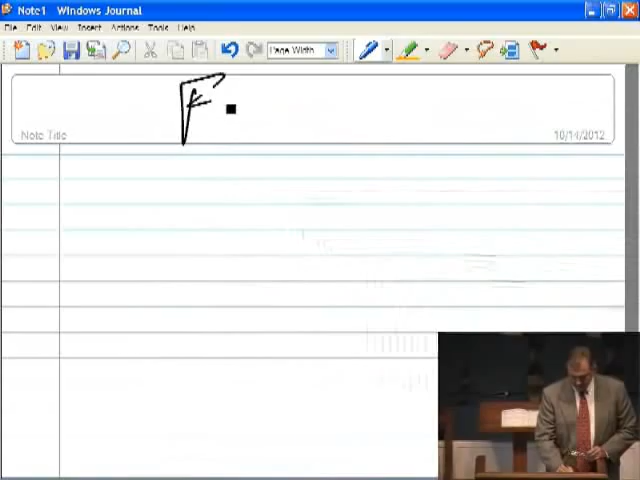 Note1 - Windows Journal
File Edit View Insert Actions Tools Help
Page Width
F
Note Title 10/14/2012